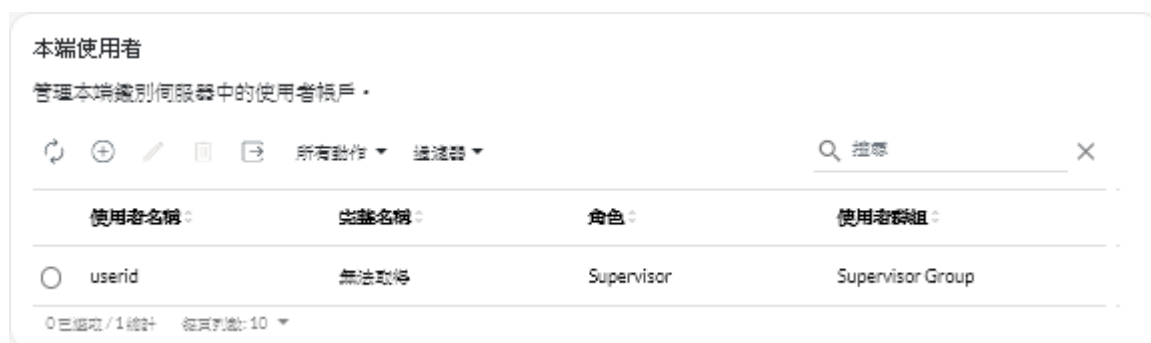 本端使用者
管理本端鑑別伺服器中的使用者帳戶。
所有動作 過濾器 搜尋
使用者名稱 完整名稱 角色 使用者群組
userid 無法取得 Supervisor Supervisor Group
0 已選取 / 1 總計 每頁列數: 10